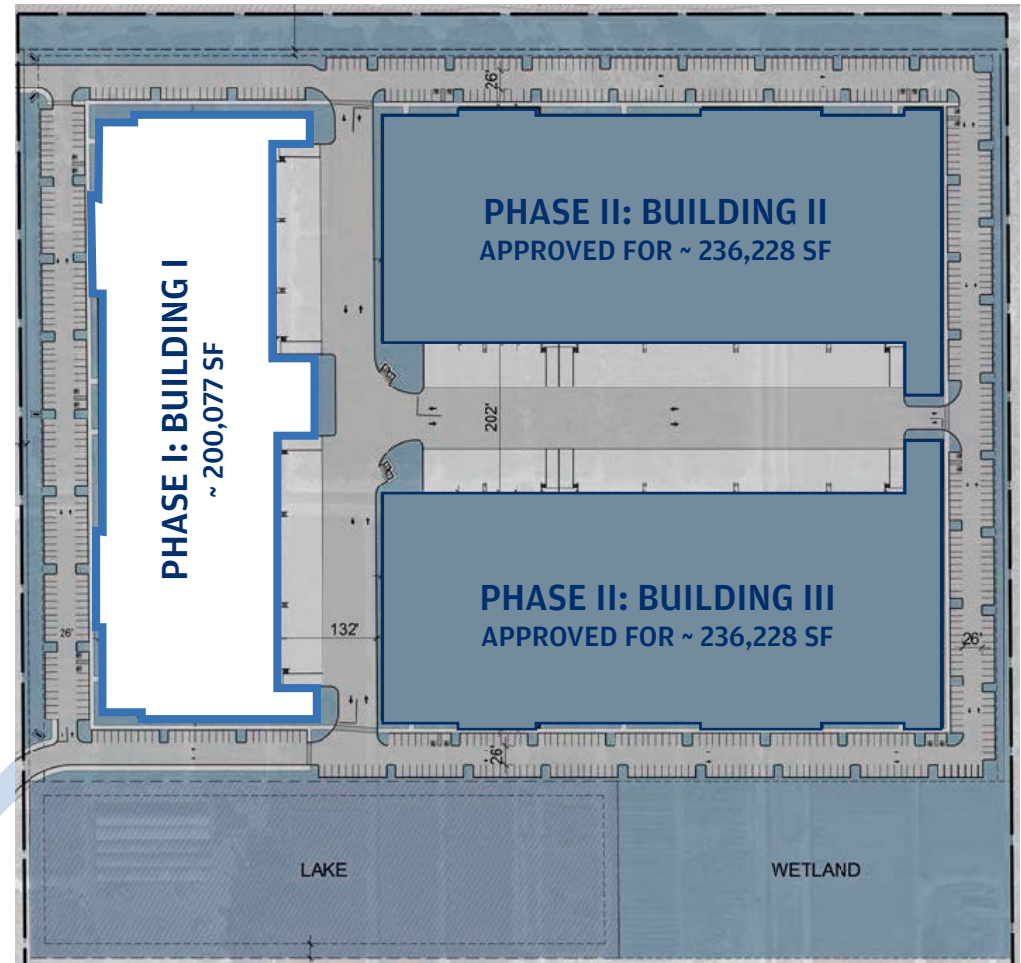 26'
PHASE II: BUILDING II
APPROVED FOR ~ 236,228 SF
PHASE I: BUILDING I
~ 200,077 SF
202'
PHASE II: BUILDING III
APPROVED FOR ~ 236,228 SF
26'
132'
26'
26'
LAKE
WETLAND